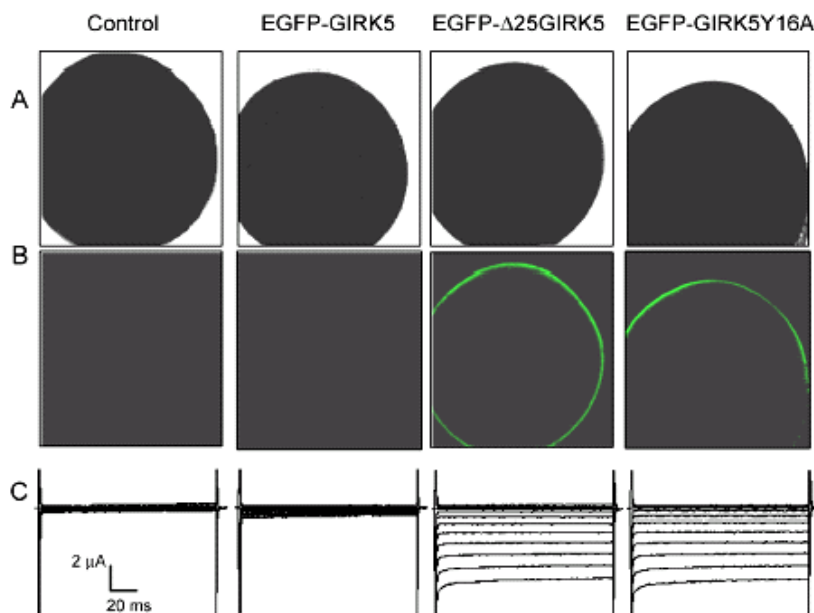 Control EGFP-GIRK5 EGFP-Δ25GIRK5 EGFP-GIRK5Y16A
A
B
C
2 μA
20 ms